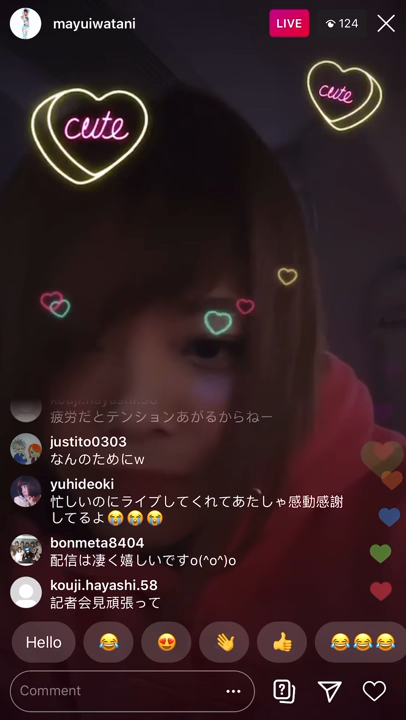 mayuiwatani
LIVE
124
cute
cute
kouji.hayashi.58
疲労だとテンションあがるからねー
justito0303
なんのためにw
yuhideoki
忙しいのにライブしてくれてあたしゃ感動感謝
してるよ😭😭😭
bonmeta8404
配信は凄く嬉しいですo(^o^)o
kouji.hayashi.58
記者会見頑張って
Hello 😂 😍 👋 👍 😂😂😂
Comment